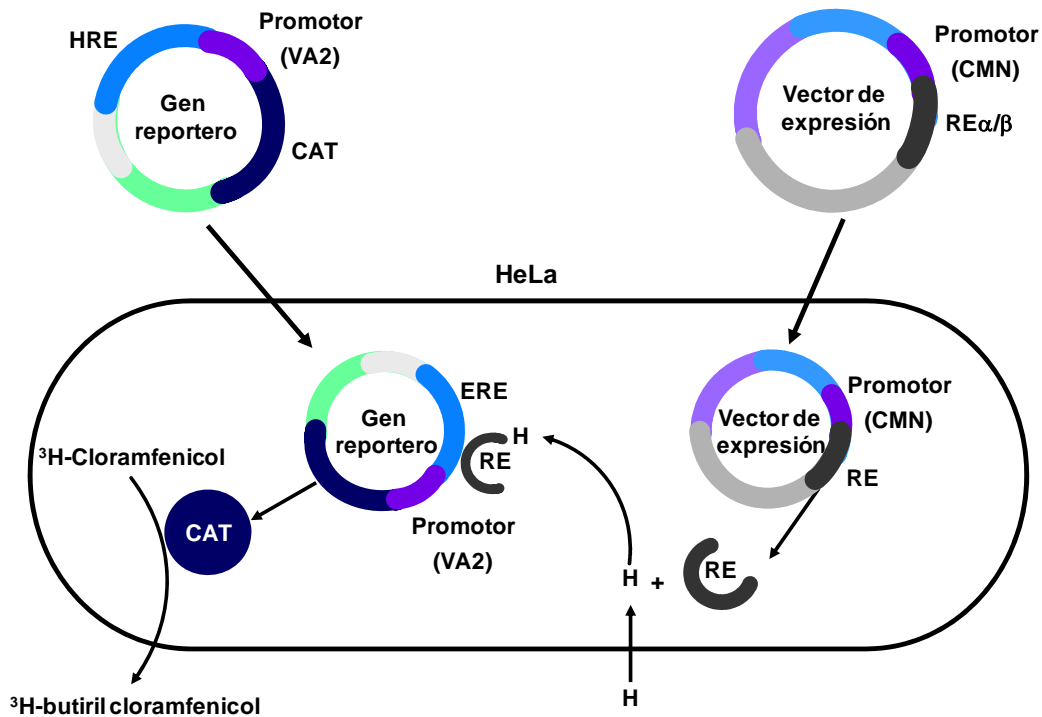 HRE
Promotor
(VA2)
Gen
reportero
CAT
Promotor
(CMN)
Vector de
expresión
REα/β
HeLa
ERE
Gen
reportero
H
RE
Promotor
(VA2)
³H-Cloramfenicol
CAT
Promotor
(CMN)
Vector de
expresión
RE
H + RE
H
³H-butiril cloramfenicol